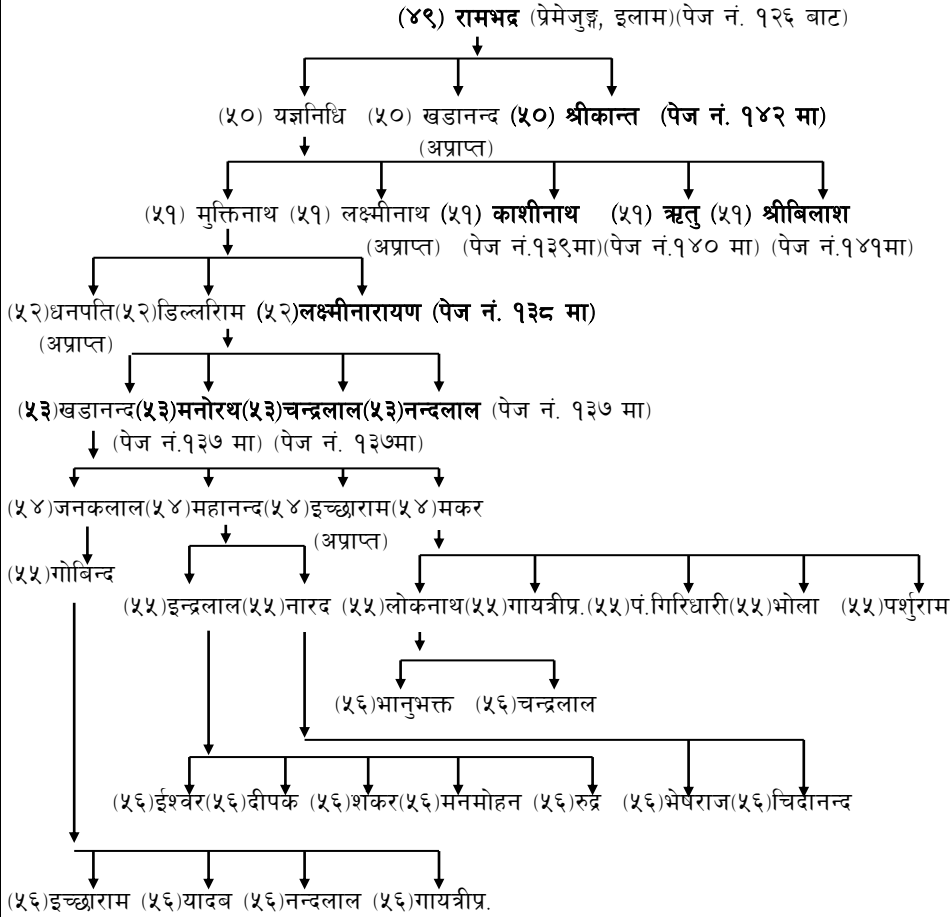 (४९) रामभद्र (प्रेमेजुङ्ग, इलाम)(पेज नं. १२६ बाट)
(५०) यज्ञनिधि (५०) खडानन्द (५०) श्रीकान्त (पेज नं. १४२ मा)
(अप्राप्त)
(५१) मुक्तिनाथ (५१) लक्ष्मीनाथ (५१) काशीनाथ (५१) ऋतु (५१) श्रीबिलाश
(अप्राप्त) (पेज नं.१३९मा)(पेज नं.१४० मा) (पेज नं.१४१मा)
(५२)धनपति(५२)डिल्लीराम (५२)लक्ष्मीनारायण (पेज नं. १३८ मा)
(अप्राप्त)
(५३)खडानन्द(५३)मनोरथ(५३)चन्द्रलाल(५३)नन्दलाल (पेज नं. १३७ मा)
(पेज नं.१३७ मा) (पेज नं. १३७मा)
(५४)जनकलाल(५४)महानन्द(५४)इच्छाराम(५४)मकर
(अप्राप्त)
(५५)गोबिन्द
(५५)इन्द्रलाल(५५)नारद (५५)लोकनाथ(५५)गायत्रीप्र.(५५)पं.गिरिधारी(५५)भोला (५५)पर्शुराम
(५६)भानुभक्त (५६)चन्द्रलाल
(५६)ईश्वर(५६)दीपक (५६)शंकर(५६)मनमोहन (५६)रुद्र (५६)भेषराज(५६)चिदानन्द
(५६)इच्छाराम (५६)यादब (५६)नन्दलाल (५६)गायत्रीप्र.